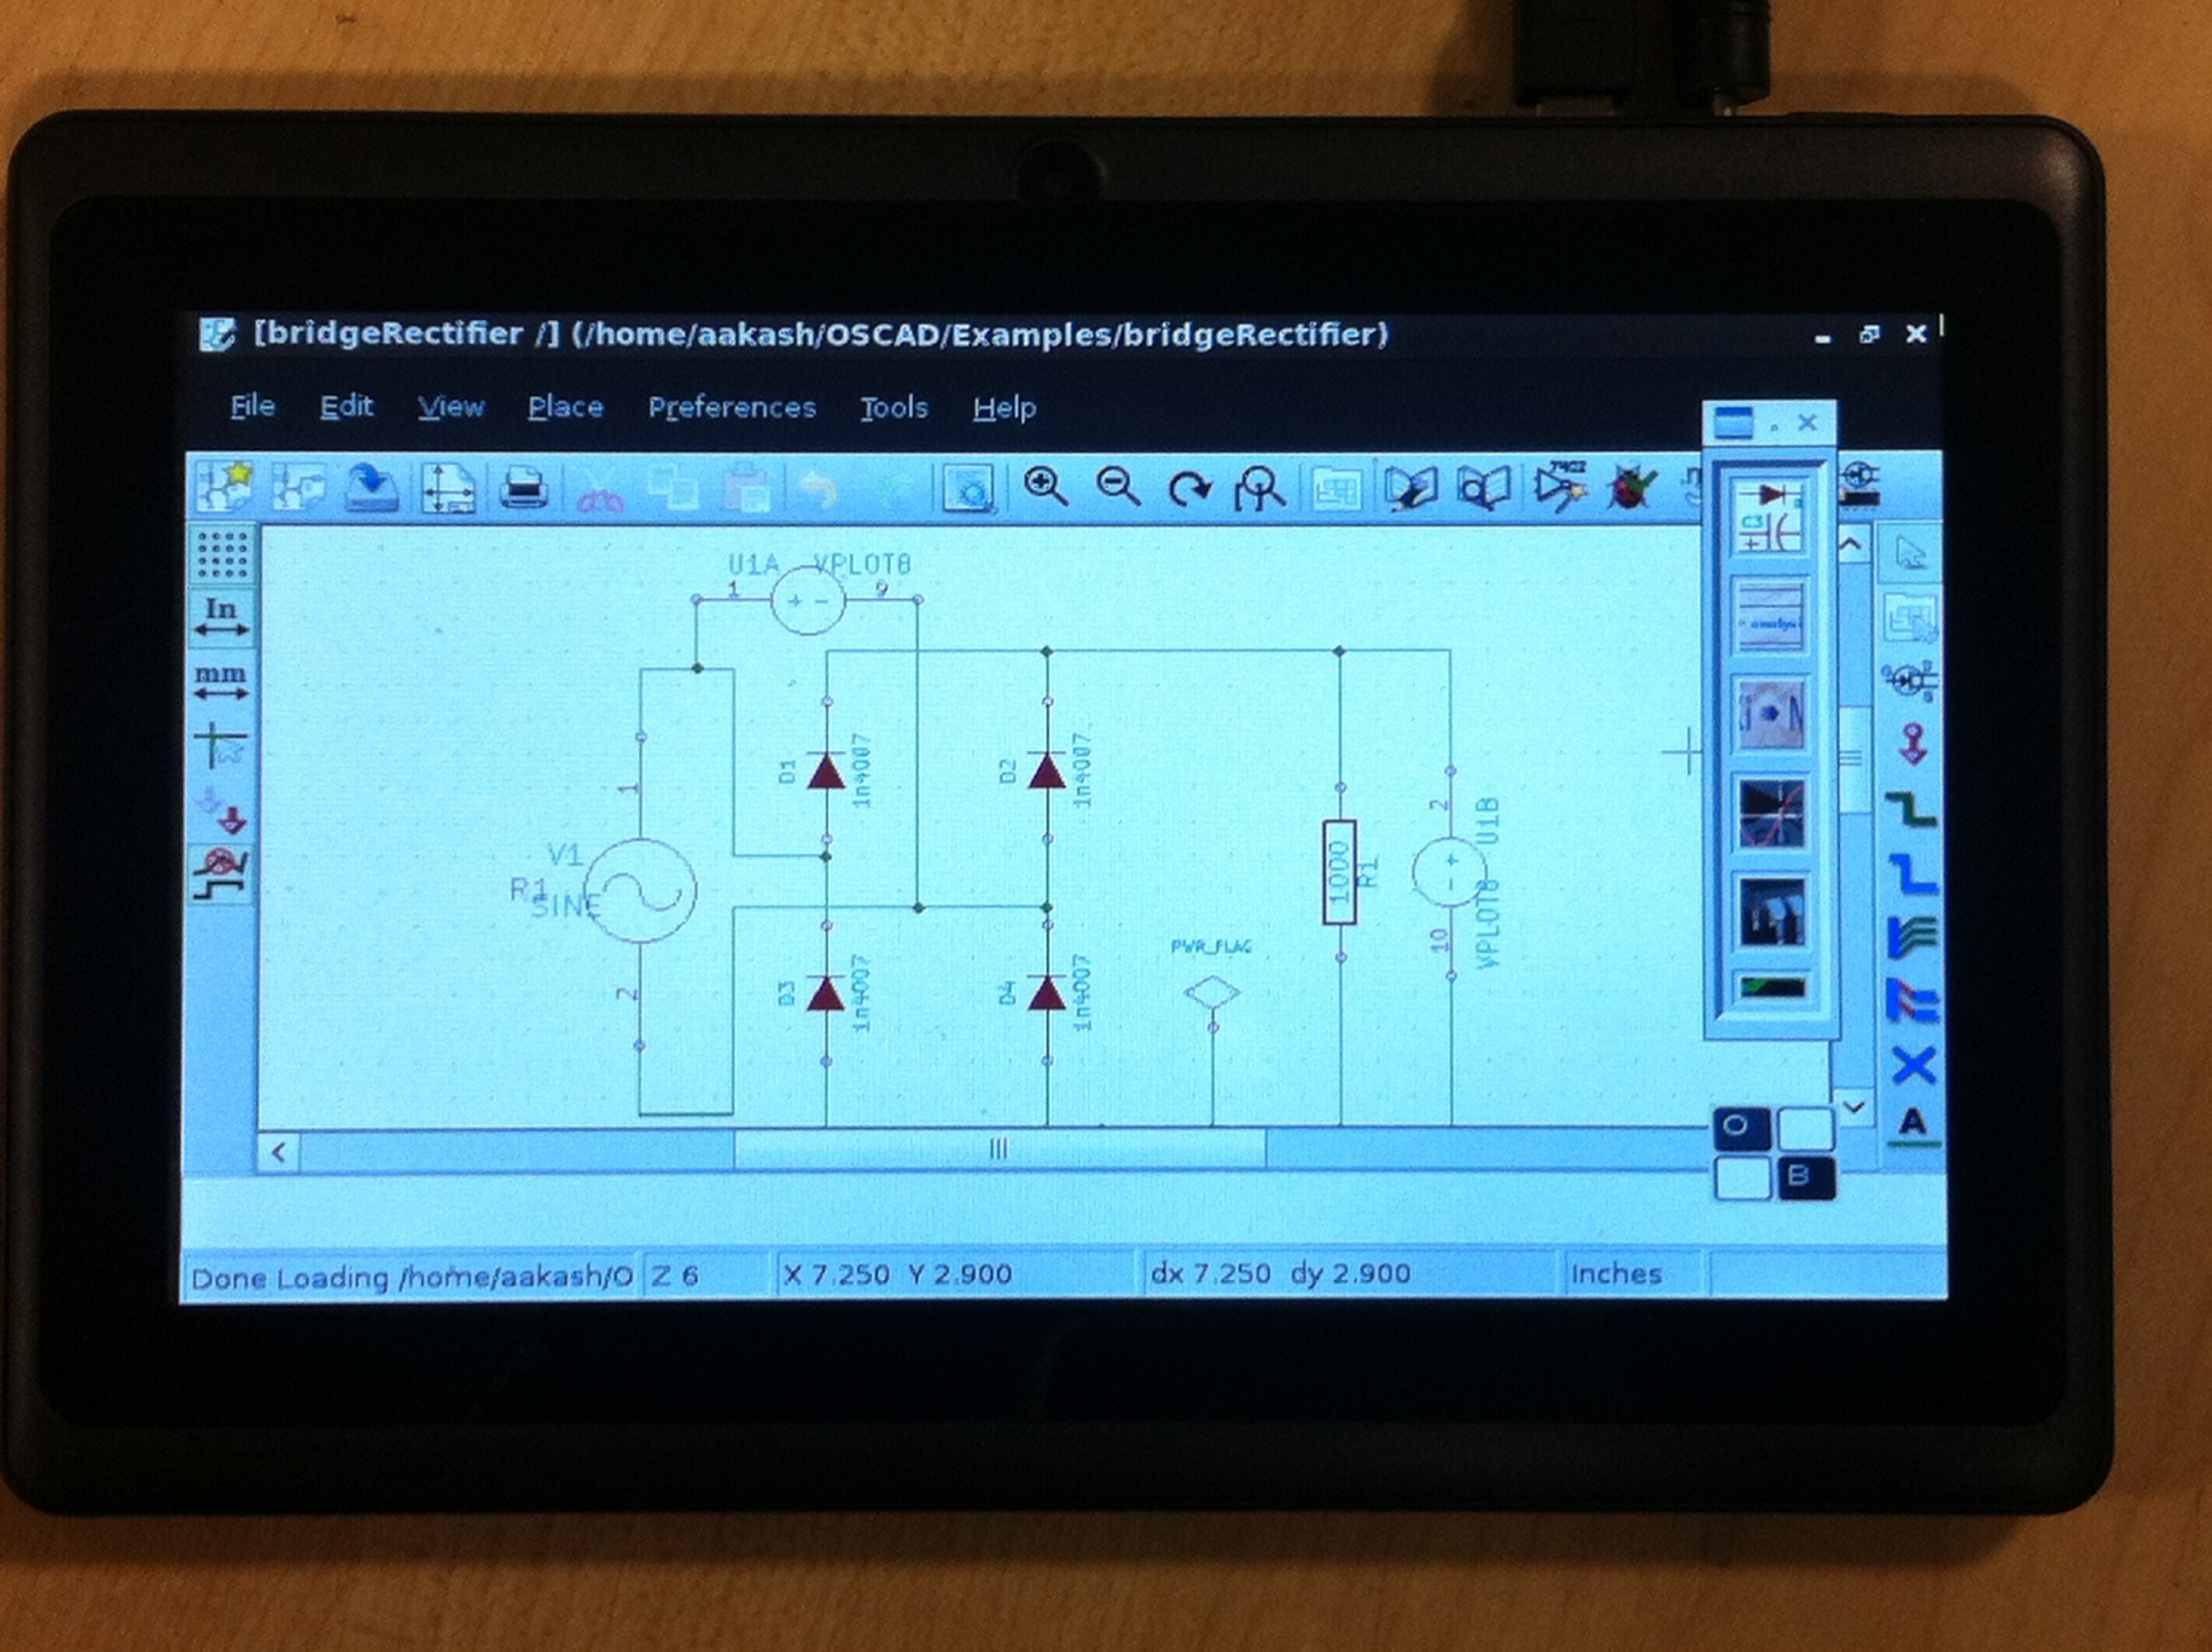 [bridgeRectifier /] (/home/aakash/OSCAD/Examples/bridgeRectifier)
File Edit View Place Preferences Tools Help
In
mm
U1A VPLOT8
1 9
D1 1n4007
D2 1n4007
1
V1
R1
SINE
2
D3 1n4007
D4 1n4007
PWR_FLAG
1000 R1
2 U1B
10 VPLOT8
C3
A
O
B
Done Loading /home/aakash/O Z 6 X 7.250 Y 2.900 dx 7.250 dy 2.900 Inches